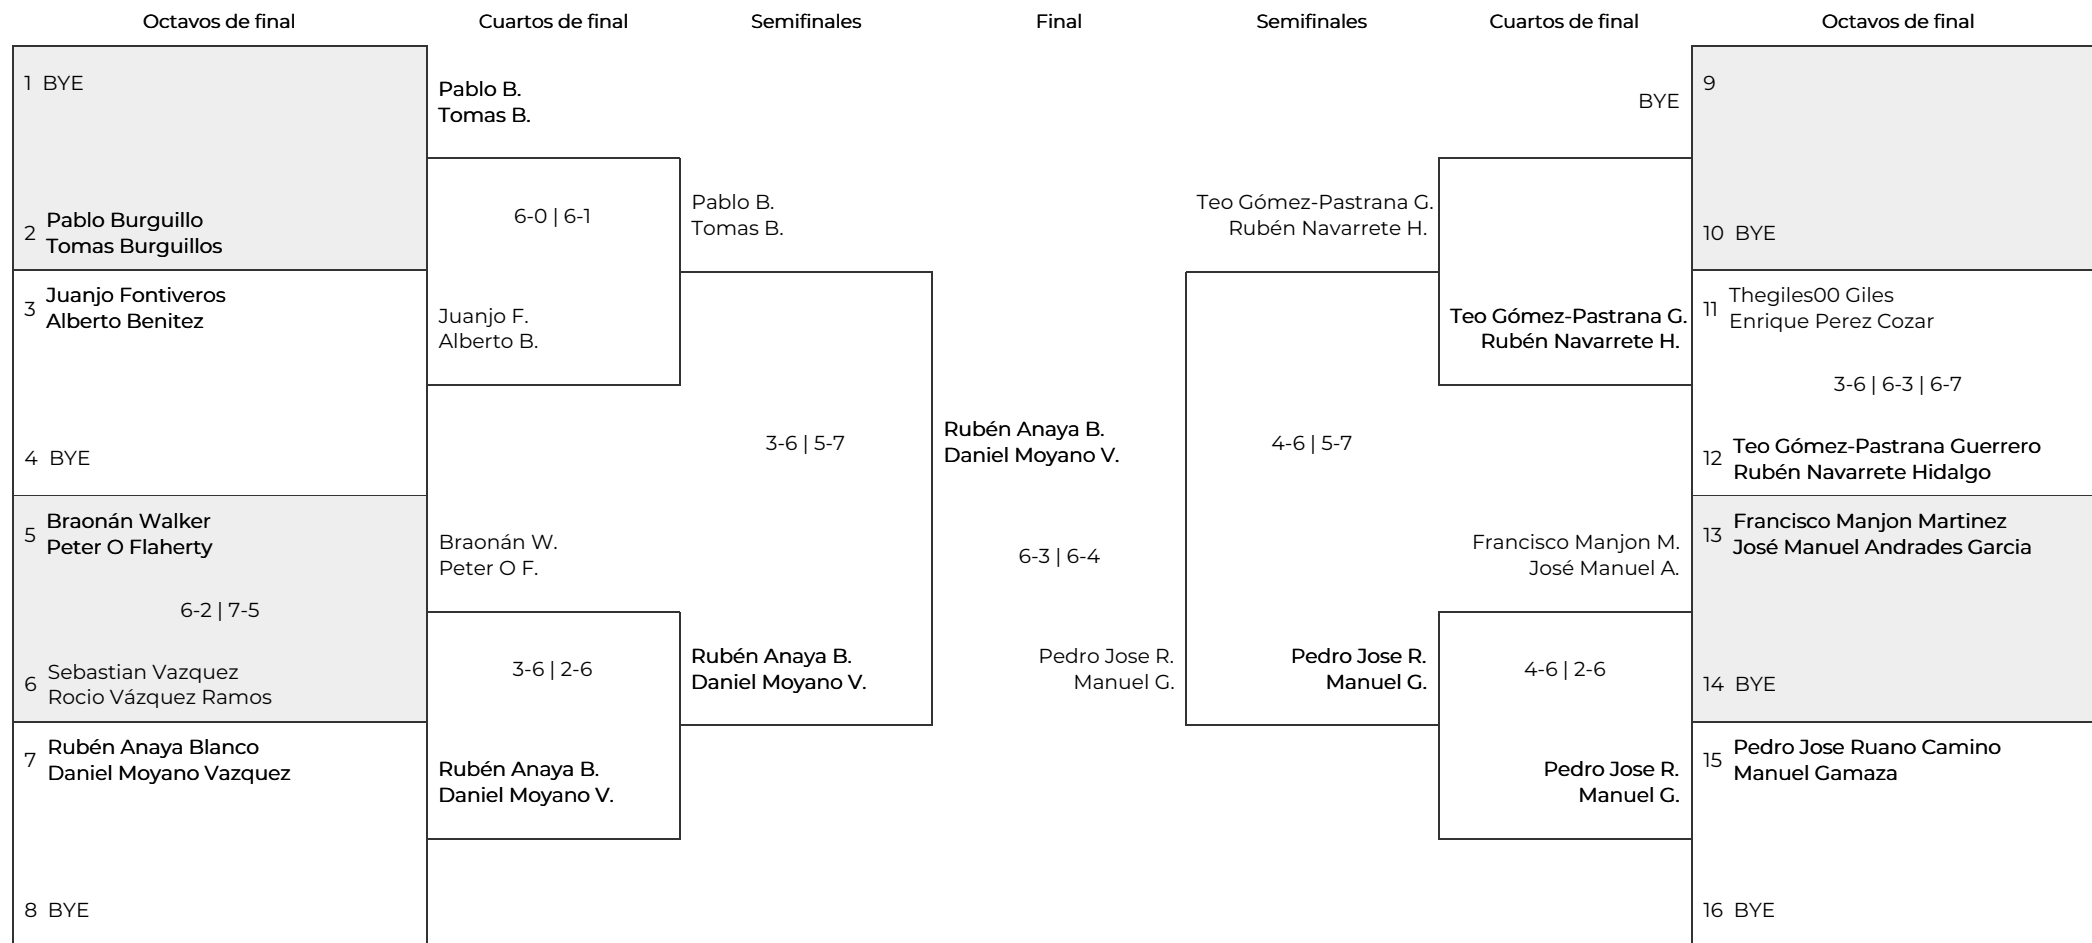 Octavos de final
Cuartos de final
Semifinales
Final
Semifinales
Cuartos de final
Octavos de final
1 BYE
2 Pablo Burguillo
Tomas Burguillos
3 Juanjo Fontiveros
Alberto Benitez
4 BYE
5 Braonán Walker
Peter O Flaherty
6-2 | 7-5
6 Sebastian Vazquez
Rocio Vázquez Ramos
7 Rubén Anaya Blanco
Daniel Moyano Vazquez
8 BYE
Pablo B.
Tomas B.
6-0 | 6-1
Juanjo F.
Alberto B.
Braonán W.
Peter O F.
3-6 | 2-6
Rubén Anaya B.
Daniel Moyano V.
Pablo B.
Tomas B.
3-6 | 5-7
Rubén Anaya B.
Daniel Moyano V.
Rubén Anaya B.
Daniel Moyano V.
6-3 | 6-4
Pedro Jose R.
Manuel G.
Teo Gómez-Pastrana G.
Rubén Navarrete H.
4-6 | 5-7
Pedro Jose R.
Manuel G.
BYE
Teo Gómez-Pastrana G.
Rubén Navarrete H.
Francisco Manjon M.
José Manuel A.
4-6 | 2-6
Pedro Jose R.
Manuel G.
9
10 BYE
11 Thegiles00 Giles
Enrique Perez Cozar
3-6 | 6-3 | 6-7
12 Teo Gómez-Pastrana Guerrero
Rubén Navarrete Hidalgo
13 Francisco Manjon Martinez
José Manuel Andrades Garcia
14 BYE
15 Pedro Jose Ruano Camino
Manuel Gamaza
16 BYE